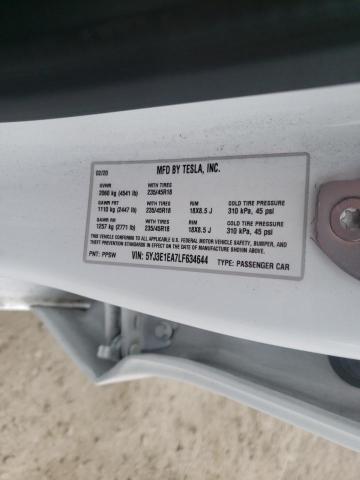 02/20 MFD BY TESLA, INC.
GVWR WITH TIRES
2060 kg (4541 lb) 235/45R18
GAWR FRT WITH TIRES RIM COLD TIRE PRESSURE
1110 kg (2447 lb) 235/45R18 18X8.5 J 310 kPa, 45 psi
GAWR RR WITH TIRES RIM COLD TIRE PRESSURE
1257 kg (2771 lb) 235/45R18 18X8.5 J 310 kPa, 45 psi
THIS VEHICLE CONFORMS TO ALL APPLICABLE U.S. FEDERAL MOTOR VEHICLE SAFETY, BUMPER, AND
THEFT PREVENTION STANDARDS IN EFFECT ON THE DATE OF MANUFACTURE SHOWN ABOVE.
PNT: PPSW VIN: 5YJ3E1EA7LF634644 TYPE: PASSENGER CAR